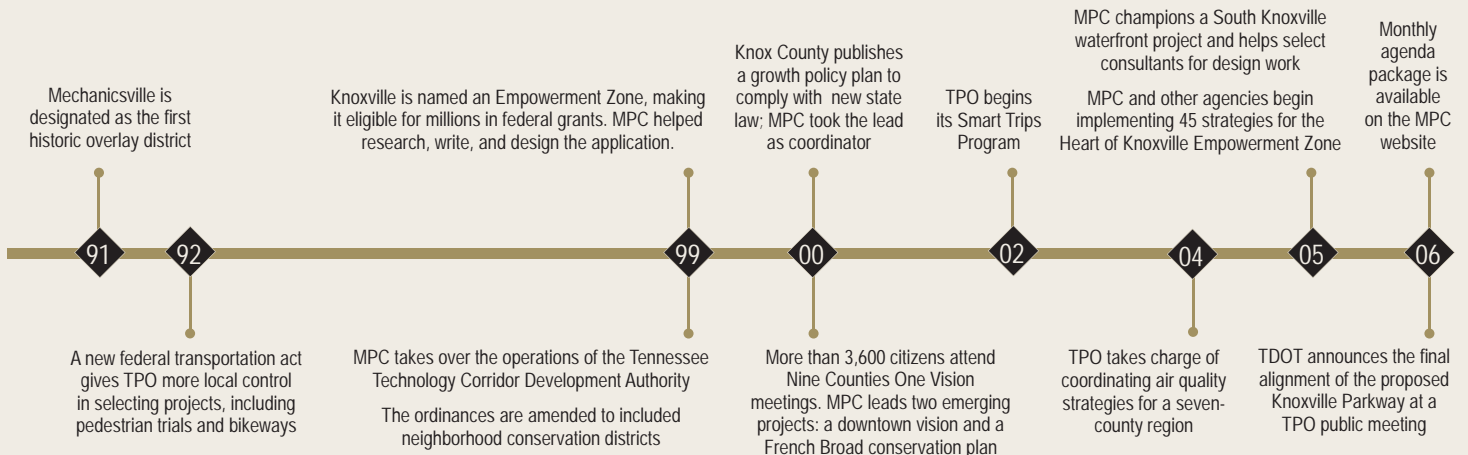 Mechanicsville is
designated as the first
historic overlay district
Knoxville is named an Empowerment Zone, making
it eligible for millions in federal grants. MPC helped
research, write, and design the application.
Knox County publishes
a growth policy plan to
comply with new state
law; MPC took the lead
as coordinator
TPO begins
its Smart Trips
Program
MPC champions a South Knoxville
waterfront project and helps select
consultants for design work
MPC and other agencies begin
implementing 45 strategies for the
Heart of Knoxville Empowerment Zone
Monthly
agenda
package is
available
on the MPC
website
91
92
99
00
02
04
05
06
A new federal transportation act
gives TPO more local control
in selecting projects, including
pedestrian trials and bikeways
MPC takes over the operations of the Tennessee
Technology Corridor Development Authority
The ordinances are amended to included
neighborhood conservation districts
More than 3,600 citizens attend
Nine Counties One Vision
meetings. MPC leads two emerging
projects: a downtown vision and a
French Broad conservation plan
TPO takes charge of
coordinating air quality
strategies for a seven-
county region
TDOT announces the final
alignment of the proposed
Knoxville Parkway at a
TPO public meeting